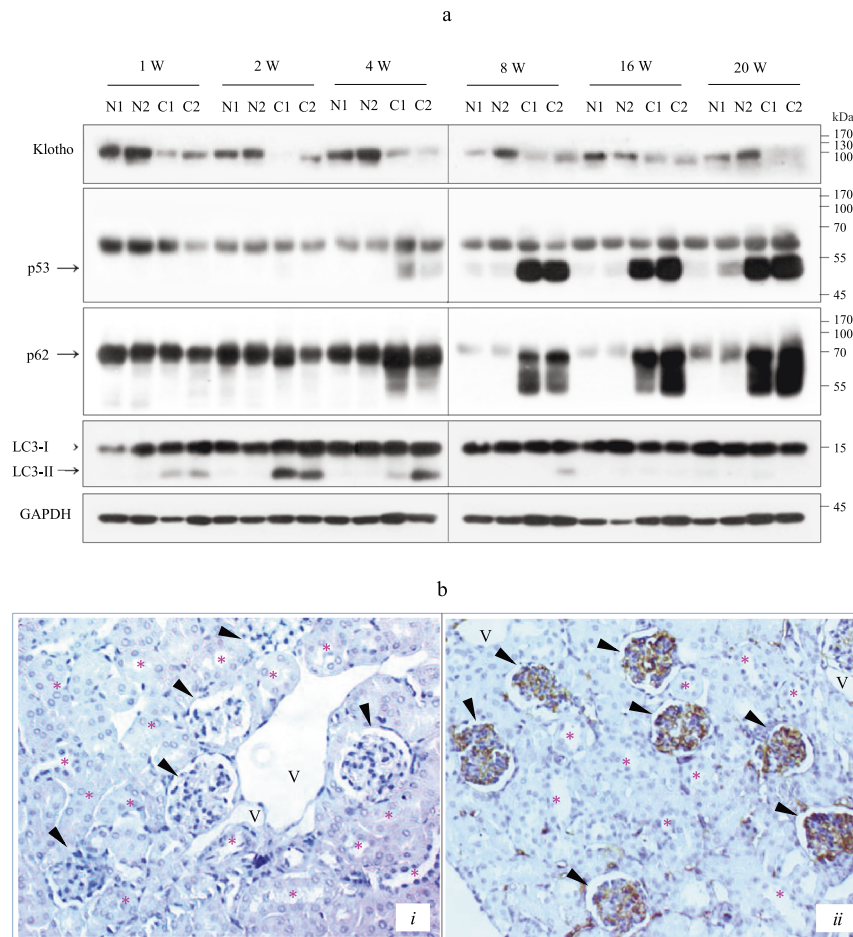 a
1 W 2 W 4 W 8 W 16 W 20 W
N1 N2 C1 C2 N1 N2 C1 C2 N1 N2 C1 C2 N1 N2 C1 C2 N1 N2 C1 C2 N1 N2 C1 C2
kDa
Klotho
170
130
100
170
100
70
p53
55
45
170
100
p62
70
55
LC3-I
15
LC3-II
45
GAPDH
b
* * * * * * * * * * * * * * * * *
V
V
i
V
V
* * * * * * * * *
ii